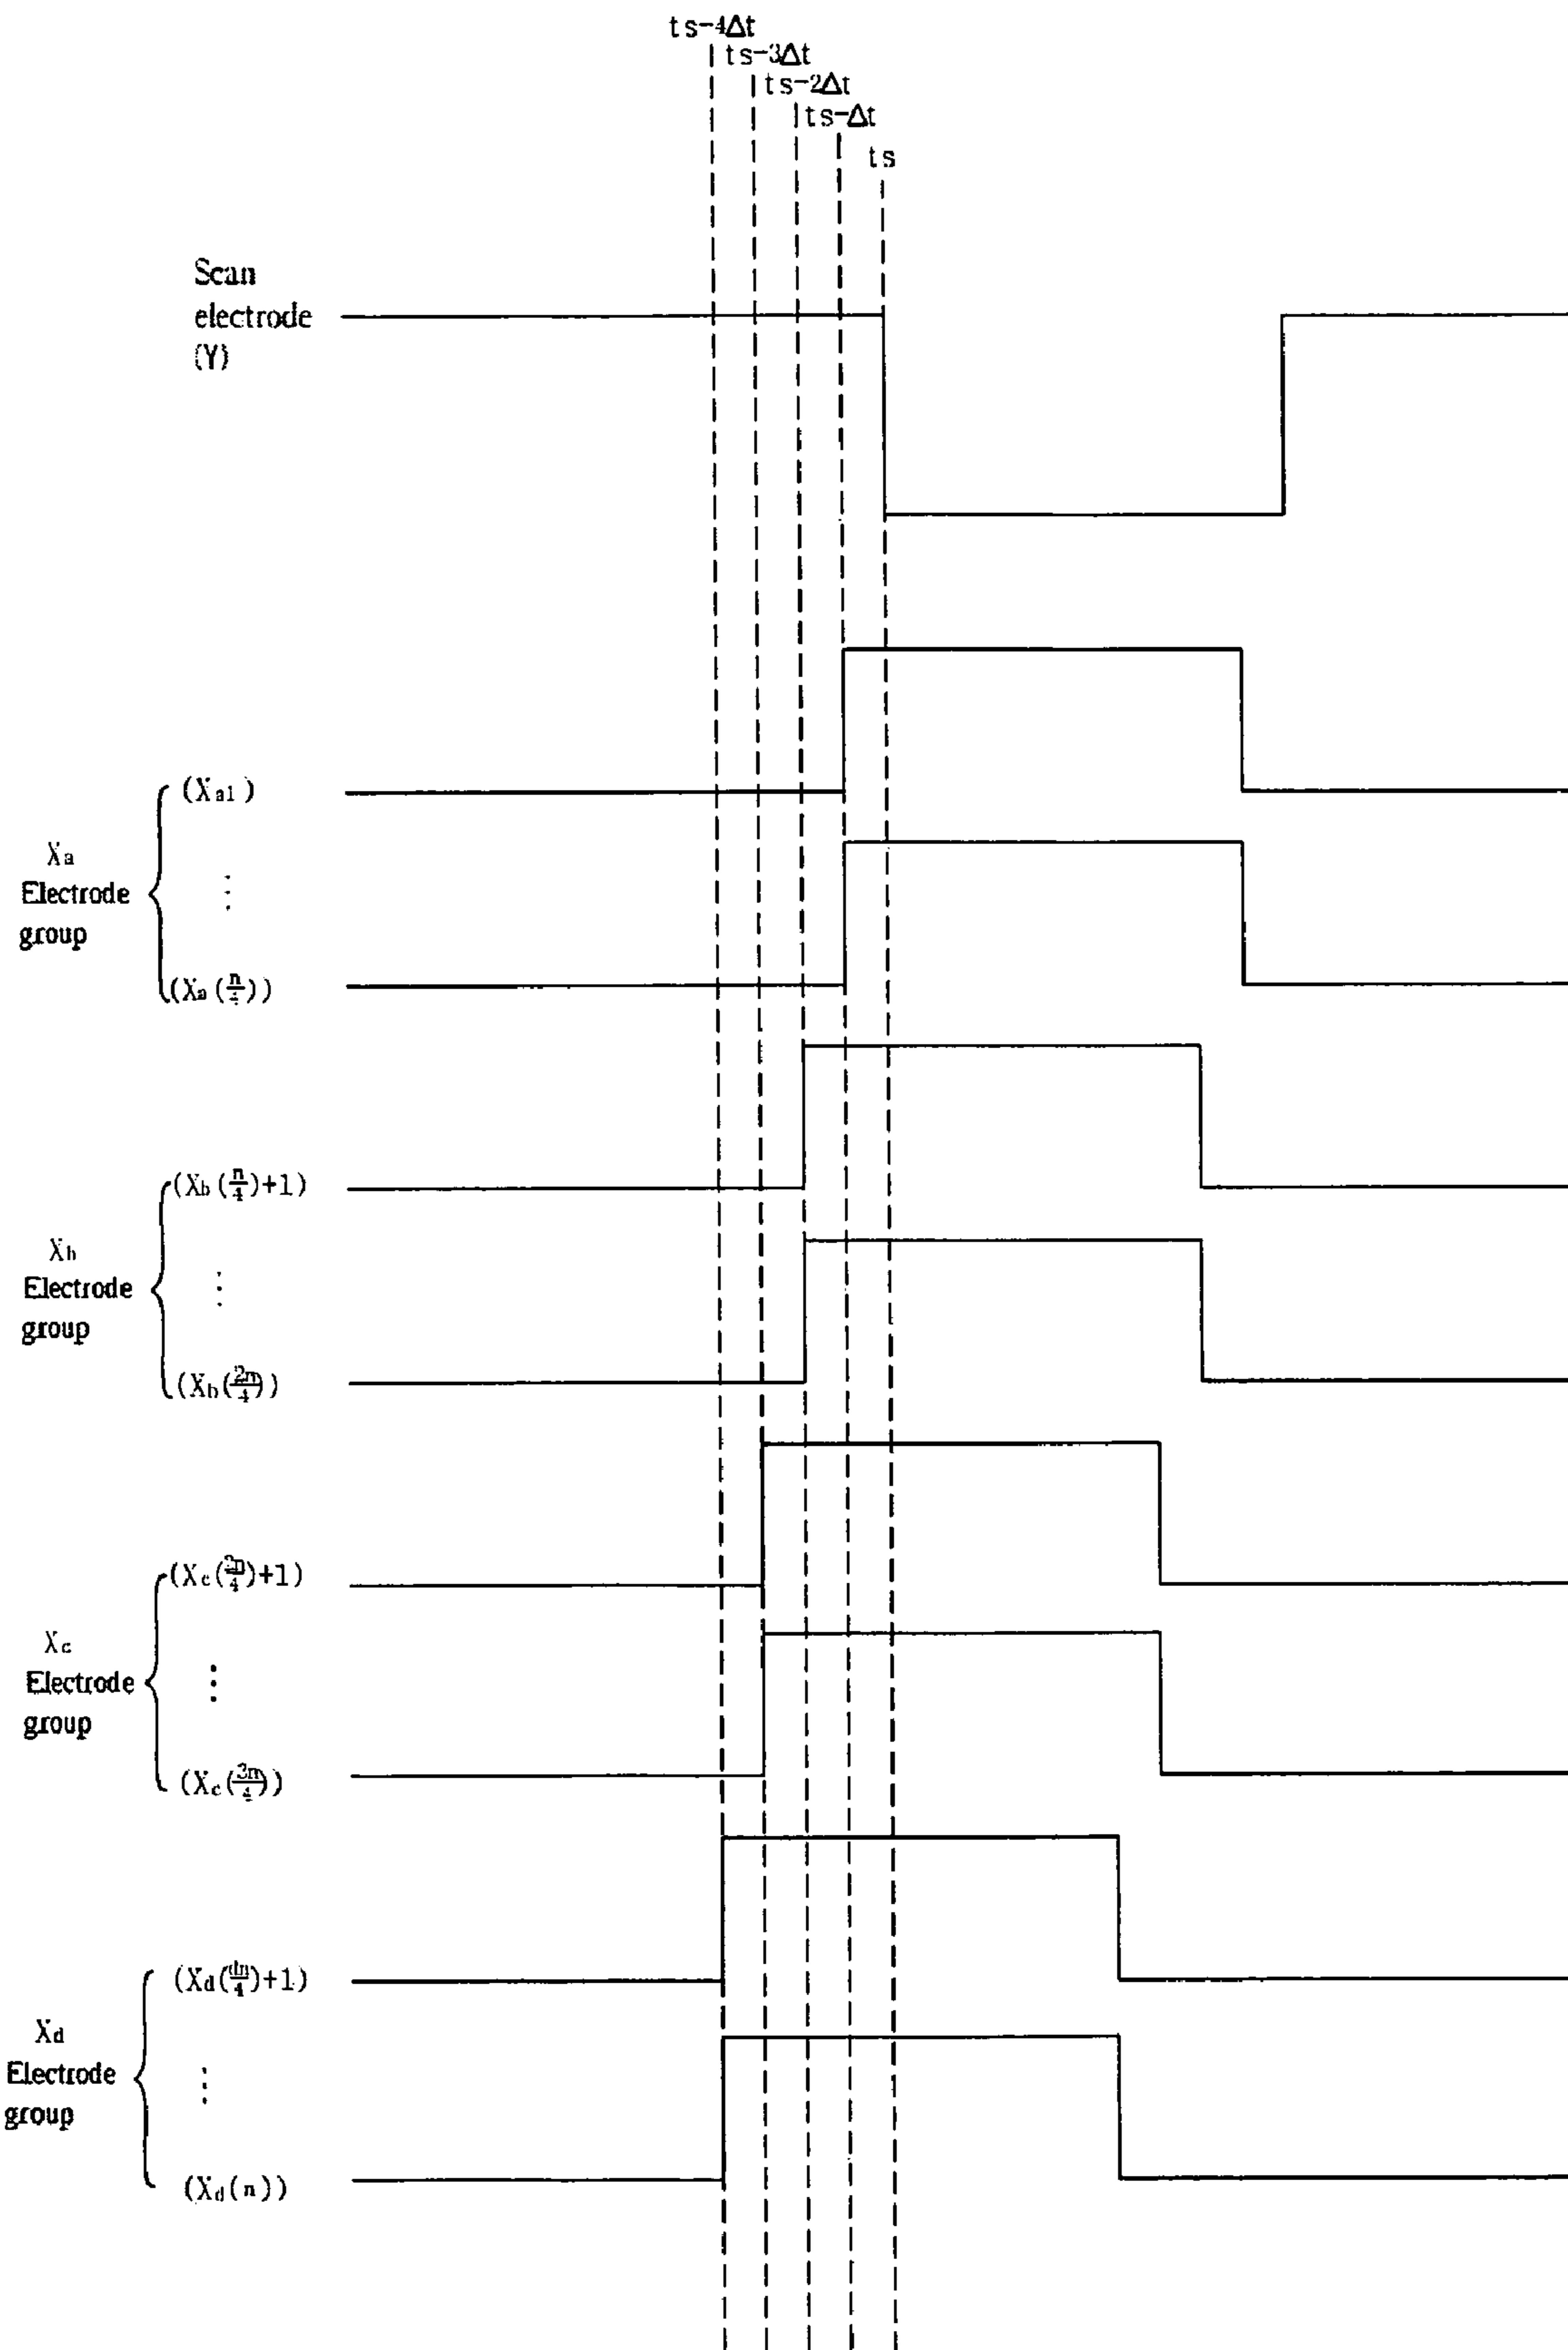 ts-4Δt
ts-3Δt
ts-2Δt
ts-Δt
ts
Scan
electrode
(Y)
(Xa1)
Xa
Electrode
group
⋮
(Xa(n/4))
(Xb(n/4)+1)
Xb
Electrode
group
⋮
(Xb(2n/4))
(Xc(2n/4)+1)
Xc
Electrode
group
⋮
(Xc(3n/4))
(Xd(3n/4)+1)
Xd
Electrode
group
⋮
(Xd(n))